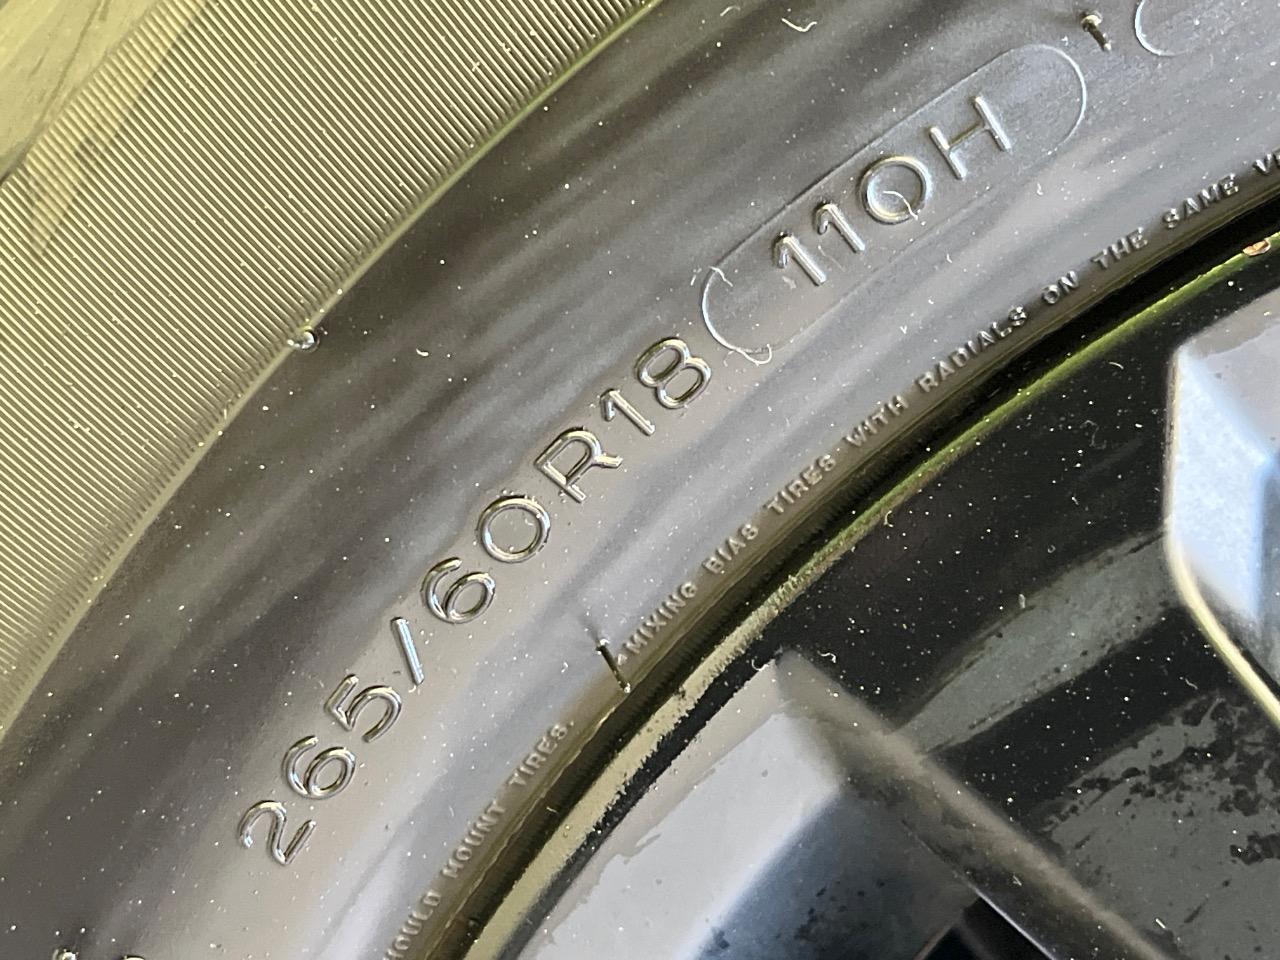 265/60R18 110H
MOUNT TIRES.
-MIXING BIAS TIRES WITH RADIALS ON THE SAME